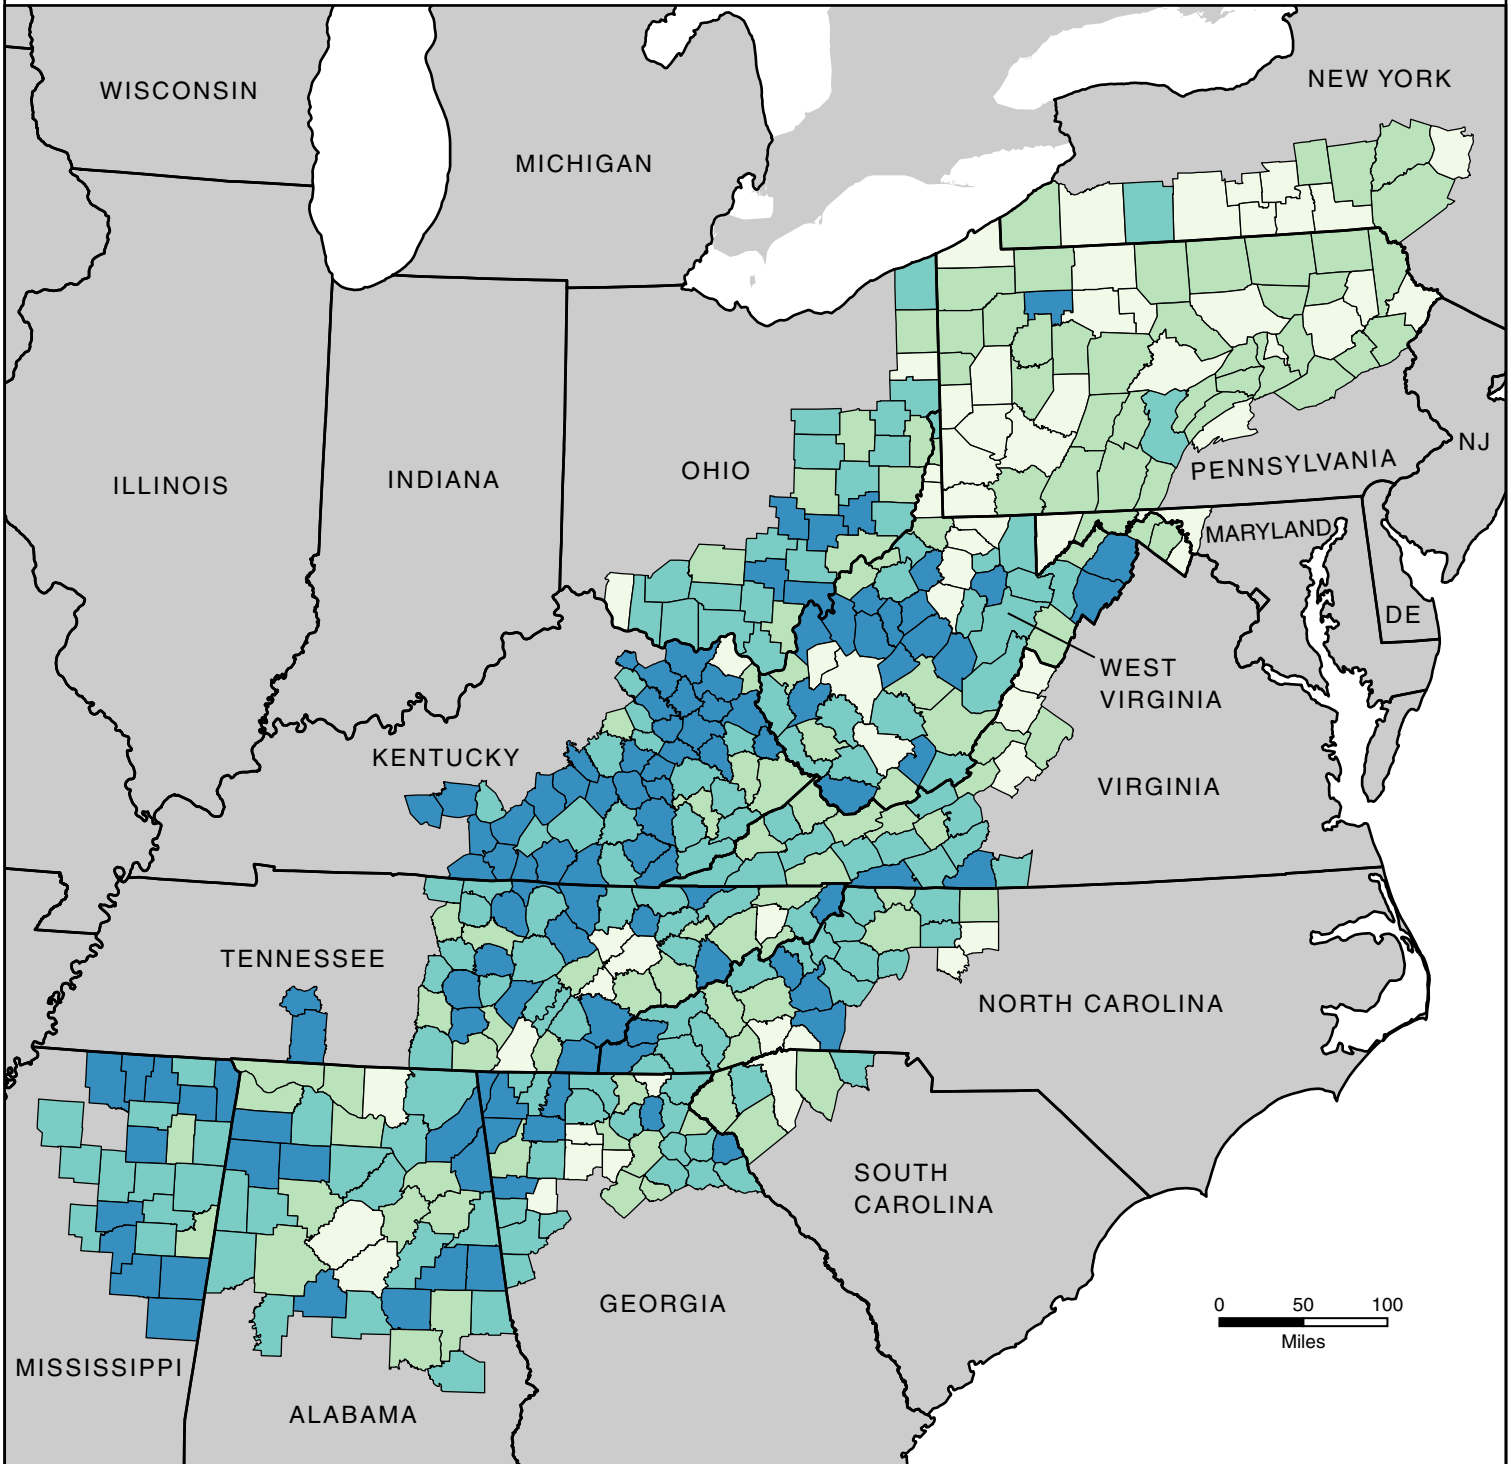 WISCONSIN
NEW YORK
MICHIGAN
ILLINOIS
INDIANA
OHIO
PENNSYLVANIA
NJ
MARYLAND
DE
WEST
VIRGINIA
KENTUCKY
VIRGINIA
TENNESSEE
NORTH CAROLINA
SOUTH
CAROLINA
GEORGIA
0 50 100
Miles
MISSISSIPPI
ALABAMA